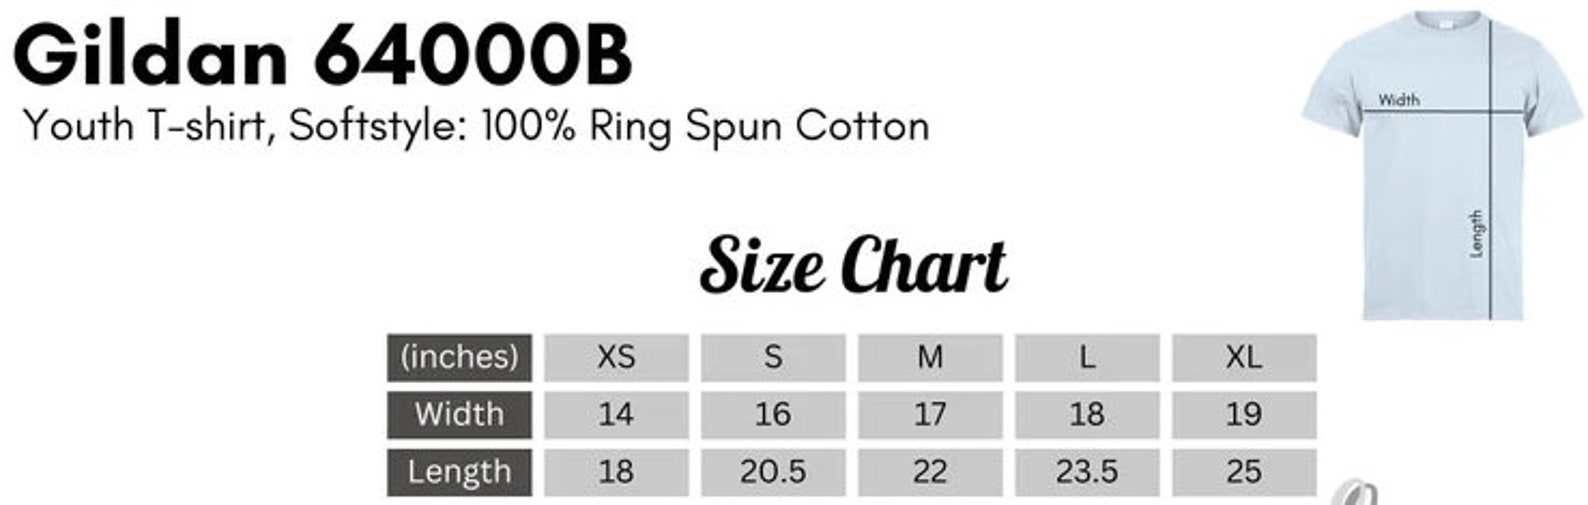 Gildan 64000B
Youth T-shirt, Softstyle: 100% Ring Spun Cotton
Width
Length
Size Chart
(inches) XS S M L XL
Width 14 16 17 18 19
Length 18 20.5 22 23.5 25